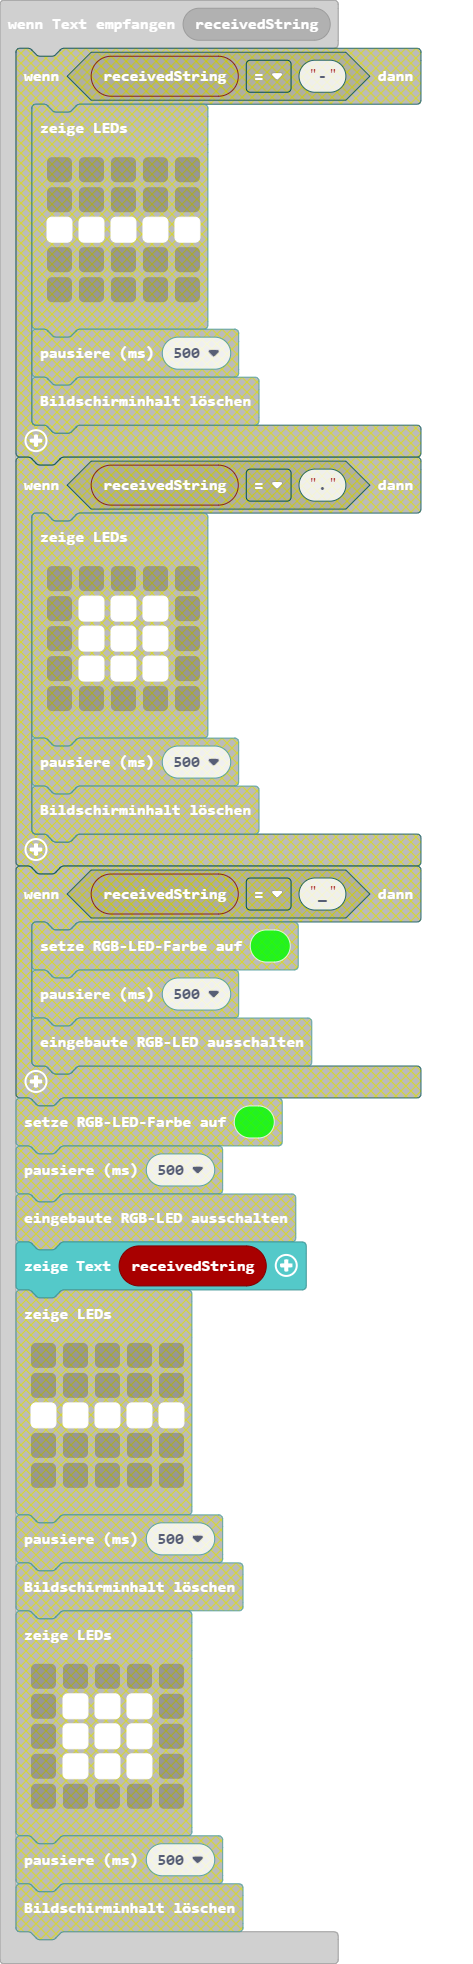 wenn Text empfangen receivedString
wenn receivedString = "-" dann
zeige LEDs
pausiere (ms) 500
Bildschirminhalt löschen
wenn receivedString = "." dann
zeige LEDs
pausiere (ms) 500
Bildschirminhalt löschen
wenn receivedString = "_" dann
setze RGB-LED-Farbe auf
pausiere (ms) 500
eingebaute RGB-LED ausschalten
setze RGB-LED-Farbe auf
pausiere (ms) 500
eingebaute RGB-LED ausschalten
zeige Text receivedString
zeige LEDs
pausiere (ms) 500
Bildschirminhalt löschen
zeige LEDs
pausiere (ms) 500
Bildschirminhalt löschen